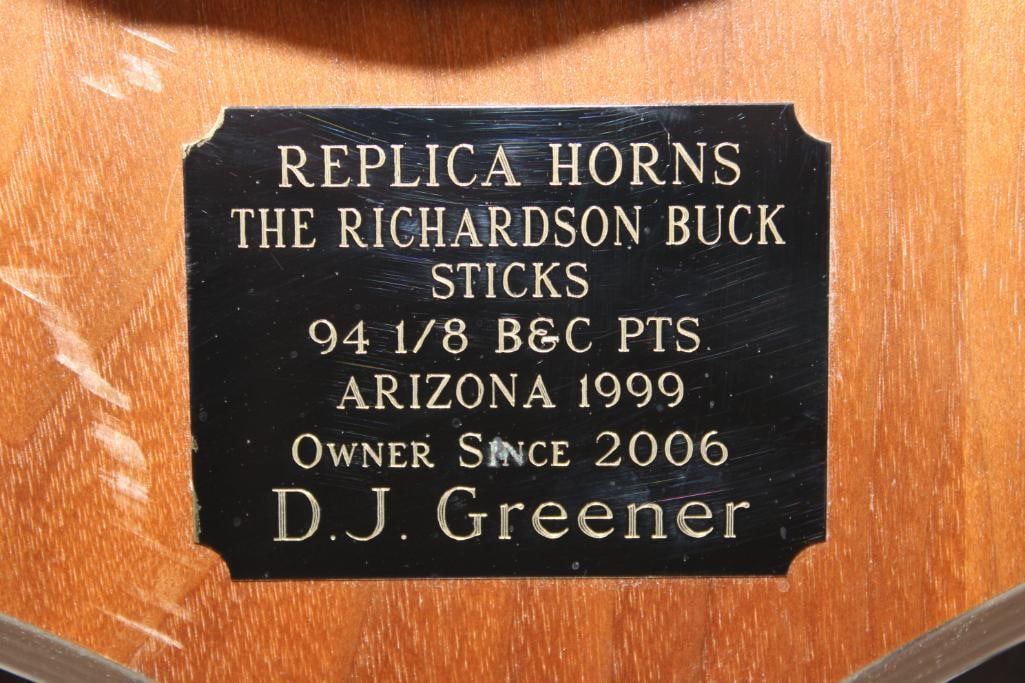 REPLICA HORNS
THE RICHARDSON BUCK
STICKS
94 1/8 B&C PTS
ARIZONA 1999
OWNER SINCE 2006
D.J. Greener